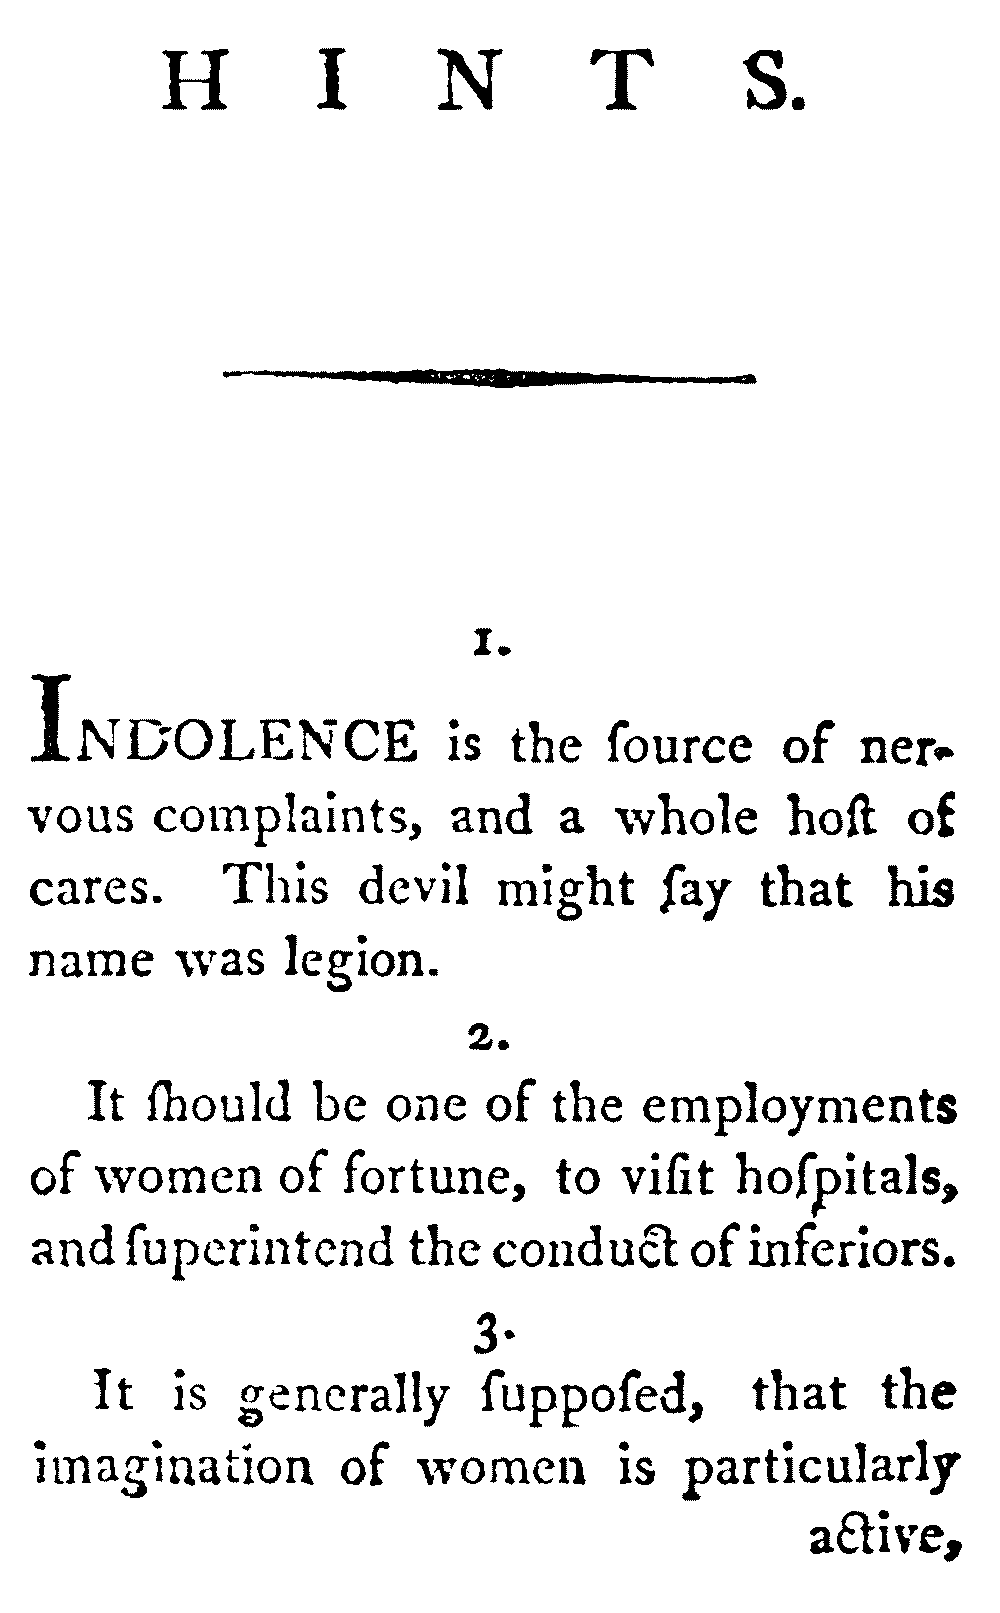 HINTS.
1.
INDOLENCE is the ſource of ner-
vous complaints, and a whole hoſt of
cares. This devil might ſay that his
name was legion.
2.
It ſhould be one of the employments
of women of fortune, to viſit hoſpitals,
and ſuperintend the conduct of inferiors.
3.
It is generally ſuppoſed, that the
imagination of women is particularly
active,